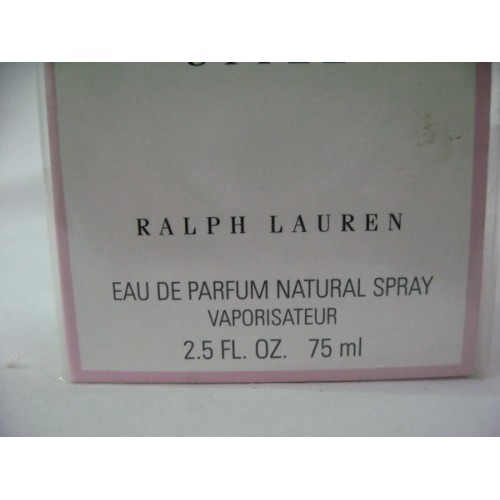 RALPH LAUREN
EAU DE PARFUM NATURAL SPRAY
VAPORISATEUR
2.5 FL. OZ. 75 ml